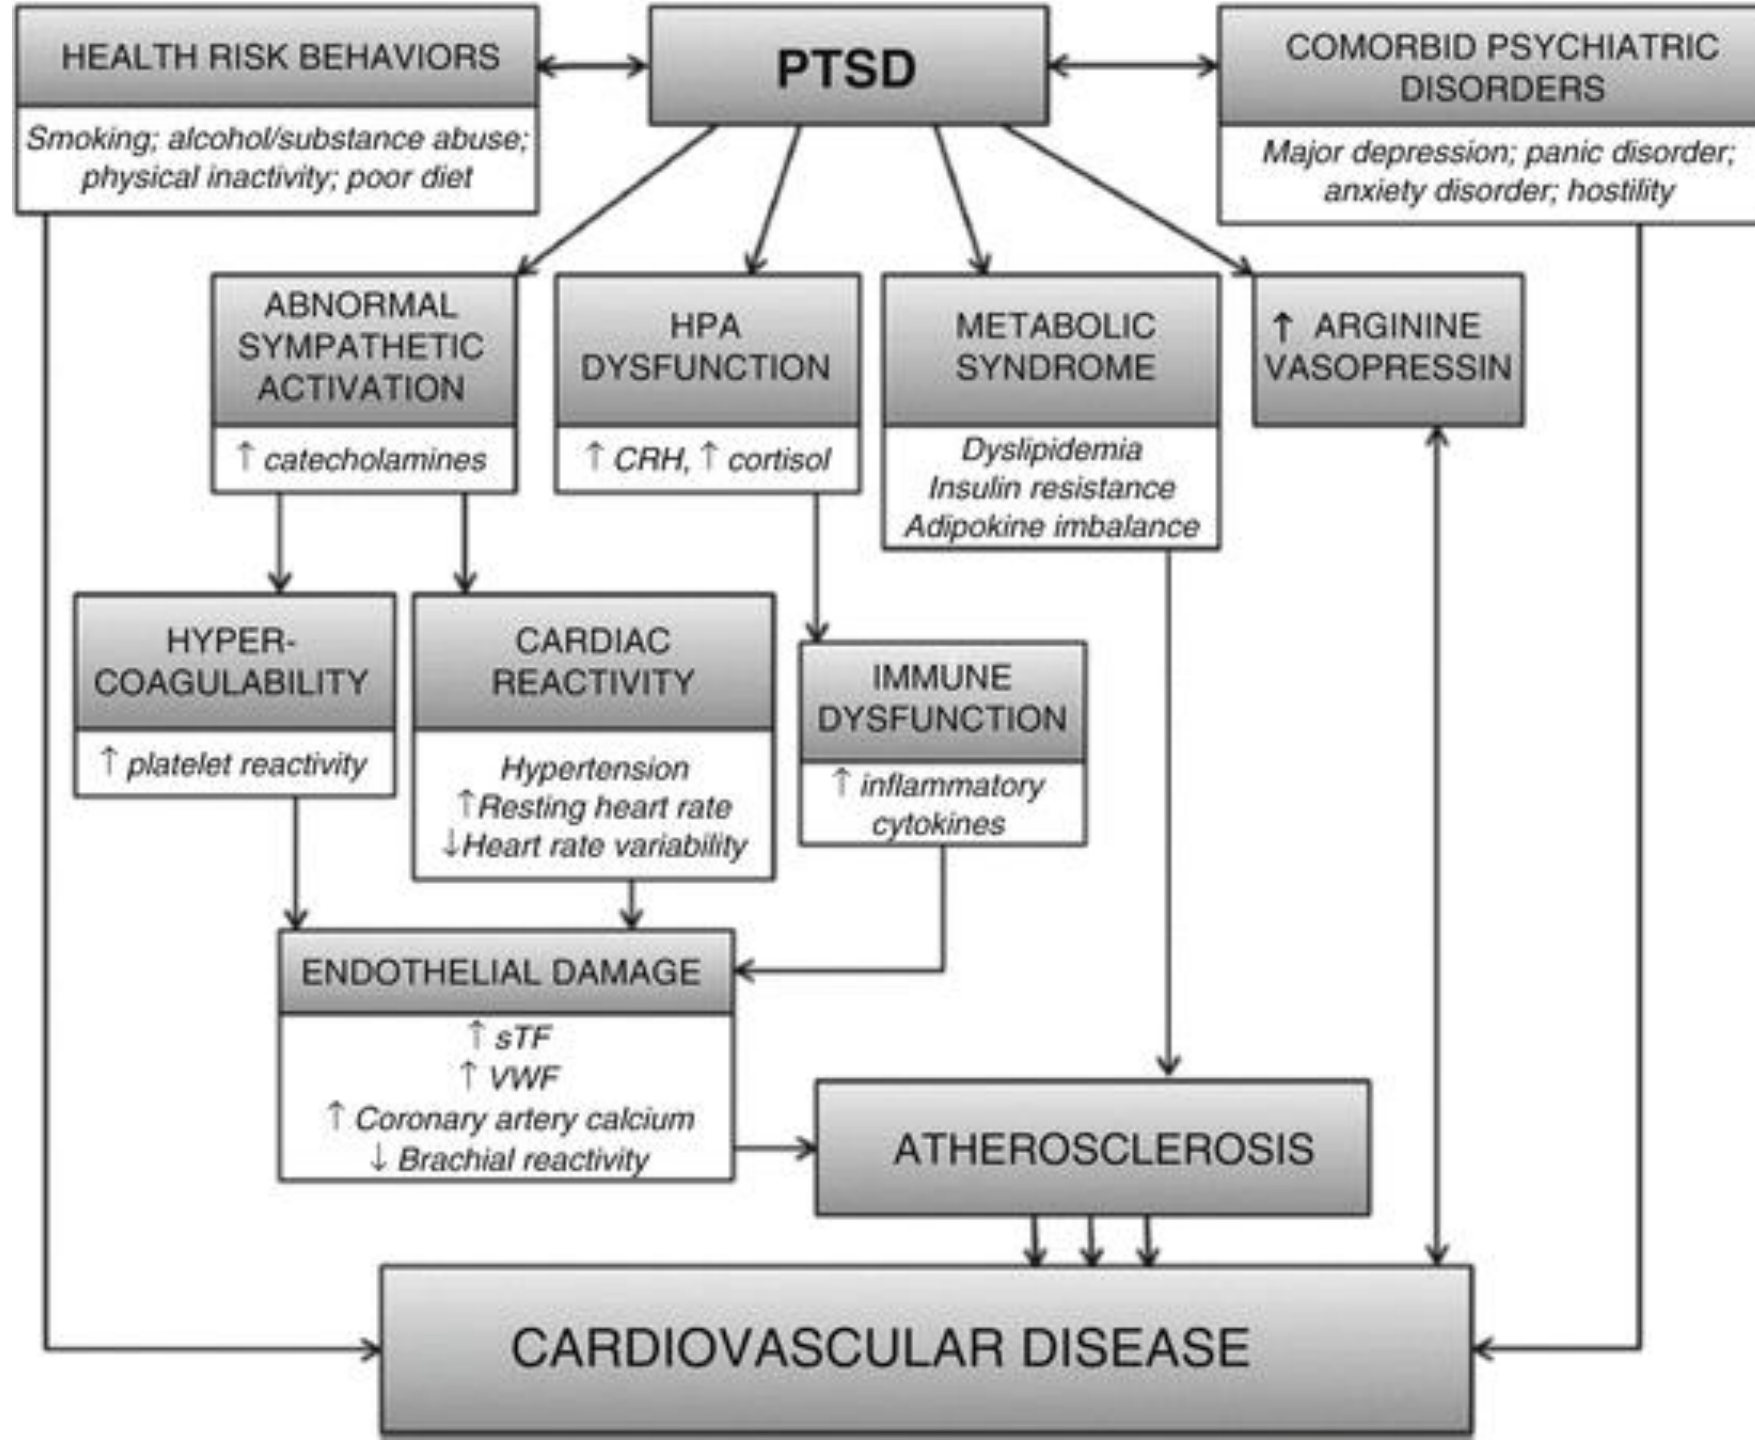 HEALTH RISK BEHAVIORS
Smoking; alcohol/substance abuse;
physical inactivity; poor diet
PTSD
COMORBID PSYCHIATRIC
DISORDERS
Major depression; panic disorder;
anxiety disorder; hostility
ABNORMAL
SYMPATHETIC
ACTIVATION
↑ catecholamines
HPA
DYSFUNCTION
↑ CRH, ↑ cortisol
METABOLIC
SYNDROME
Dyslipidemia
Insulin resistance
Adipokine imbalance
↑ ARGININE
VASOPRESSIN
HYPER-
COAGULABILITY
↑ platelet reactivity
CARDIAC
REACTIVITY
Hypertension
↑Resting heart rate
↓Heart rate variability
IMMUNE
DYSFUNCTION
↑ inflammatory
cytokines
ENDOTHELIAL DAMAGE
↑ sTF
↑ VWF
↑ Coronary artery calcium
↓ Brachial reactivity
ATHEROSCLEROSIS
CARDIOVASCULAR DISEASE